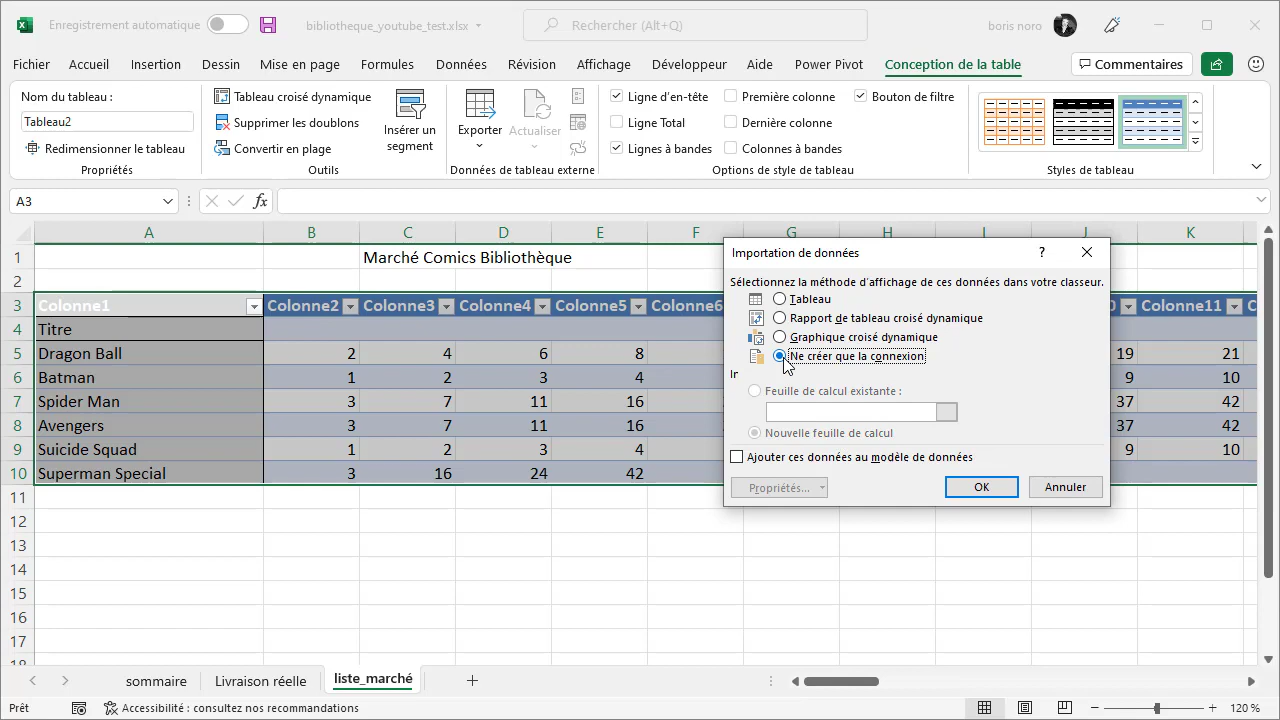 Enregistrement automatique
bibliotheque_youtube_test.xlsx
Rechercher (Alt+Q)
boris noro
Fichier Accueil Insertion Dessin Mise en page Formules Données Révision Affichage Développeur Aide Power Pivot Conception de la table Commentaires
Nom du tableau :
Tableau2
Redimensionner le tableau
Propriétés
Tableau croisé dynamique
Supprimer les doublons
Convertir en plage
Outils
Insérer un
segment
Exporter
Actualiser
Données de tableau externe
Ligne d'en-tête Première colonne Bouton de filtre
Ligne Total Dernière colonne
Lignes à bandes Colonnes à bandes
Options de style de tableau
Styles de tableau
A3 fx
A B C D E F G H I J K
1 Marché Comics Bibliothèque
2
3 Colonne1 Colonne2 Colonne3 Colonne4 Colonne5 Colonne6 0 Colonne11 C
4 Titre
5 Dragon Ball 2 4 6 8 19 21
6 Batman 1 2 3 4 9 10
7 Spider Man 3 7 11 16 37 42
8 Avengers 3 7 11 16 37 42
9 Suicide Squad 1 2 3 4 9 10
10 Superman Special 3 16 24 42
11
12
13
14
15
16
17
18
Importation de données ?
Sélectionnez la méthode d'affichage de ces données dans votre classeur.
Tableau
Rapport de tableau croisé dynamique
Graphique croisé dynamique
Ne créer que la connexion
Ir
Feuille de calcul existante :
Nouvelle feuille de calcul
Ajouter ces données au modèle de données
Propriétés... OK Annuler
sommaire Livraison réelle liste_marché
Prêt Accessibilité : consultez nos recommandations 120 %